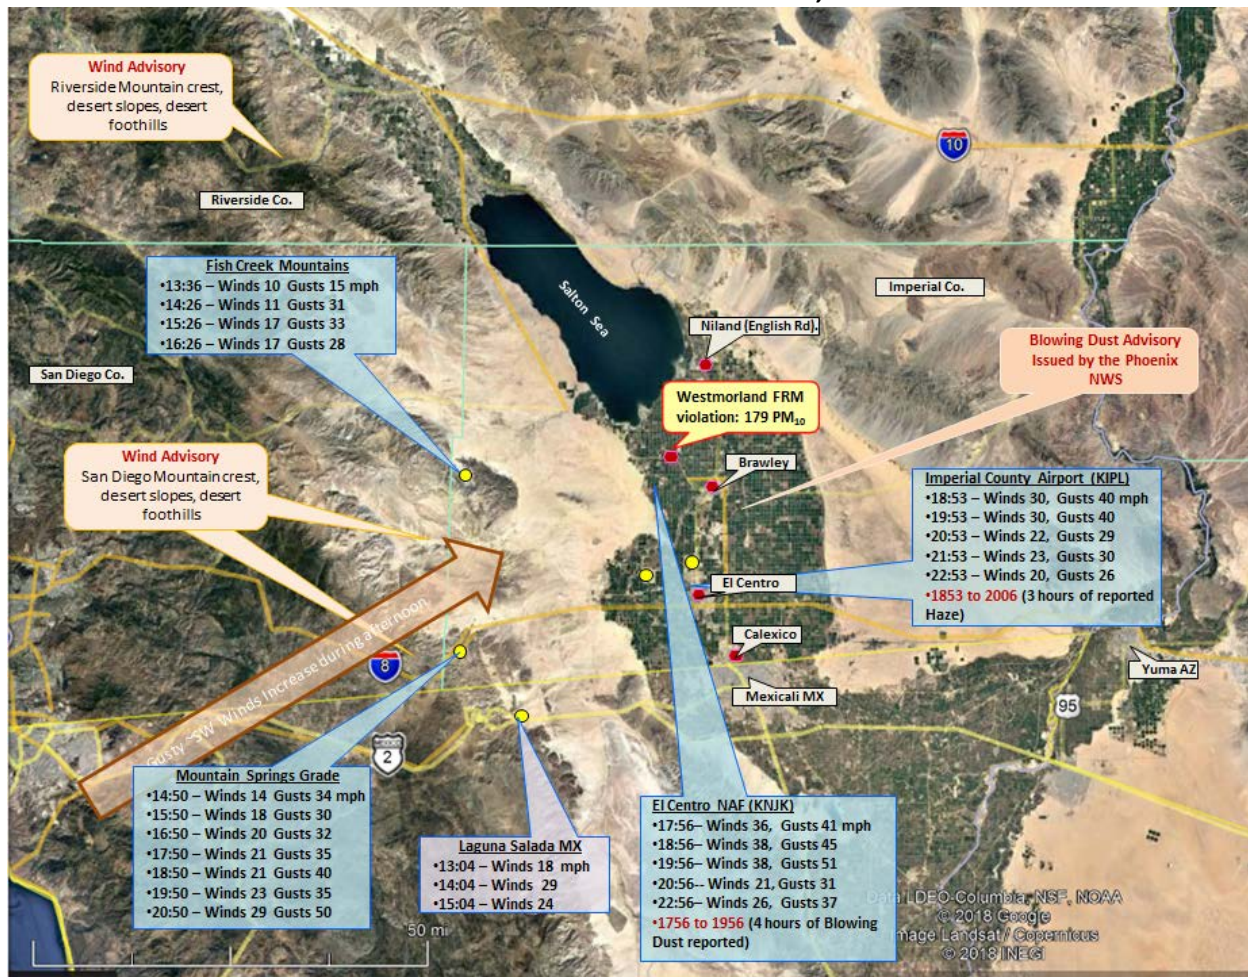 Wind Advisory
Riverside Mountain crest,
desert slopes, desert
foothills
10
Riverside Co.
Fish Creek Mountains
•13:36 – Winds 10 Gusts 15 mph
•14:26 – Winds 11 Gusts 31
•15:26 – Winds 17 Gusts 33
•16:26 – Winds 17 Gusts 28
Salton Sea
Imperial Co.
Niland (English Rd).
Blowing Dust Advisory
Issued by the Phoenix
NWS
San Diego Co.
Westmorland FRM
violation: 179 PM10
Brawley
Wind Advisory
San Diego Mountain crest,
desert slopes, desert
foothills
Imperial County Airport (KIPL)
•18:53 – Winds 30, Gusts 40 mph
•19:53 – Winds 30, Gusts 40
•20:53 – Winds 22, Gusts 29
•21:53 – Winds 23, Gusts 30
•22:53 – Winds 20, Gusts 26
•1853 to 2006 (3 hours of reported
Haze)
El Centro
Gusty ~SW Winds Increase during afternoon.
8
Calexico
Yuma AZ
Mexicali MX
95
MEXICO
2
Mountain Springs Grade
•14:50 – Winds 14 Gusts 34 mph
•15:50 – Winds 18 Gusts 30
•16:50 – Winds 20 Gusts 32
•17:50 – Winds 21 Gusts 35
•18:50 – Winds 21 Gusts 40
•19:50 – Winds 23 Gusts 35
•20:50 – Winds 29 Gusts 50
Laguna Salada MX
•13:04 – Winds 18 mph
•14:04 – Winds 29
•15:04 – Winds 24
El Centro NAF (KNJK)
•17:56– Winds 36, Gusts 41 mph
•18:56– Winds 38, Gusts 45
•19:56– Winds 38, Gusts 51
•20:56-- Winds 21, Gusts 31
•22:56– Winds 26, Gusts 37
•1756 to 1956 (4 hours of Blowing
Dust reported)
50 mi
Data LDEO-Columbia, NSF, NOAA
© 2018 Google
Image Landsat / Copernicus
© 2018 INEGI